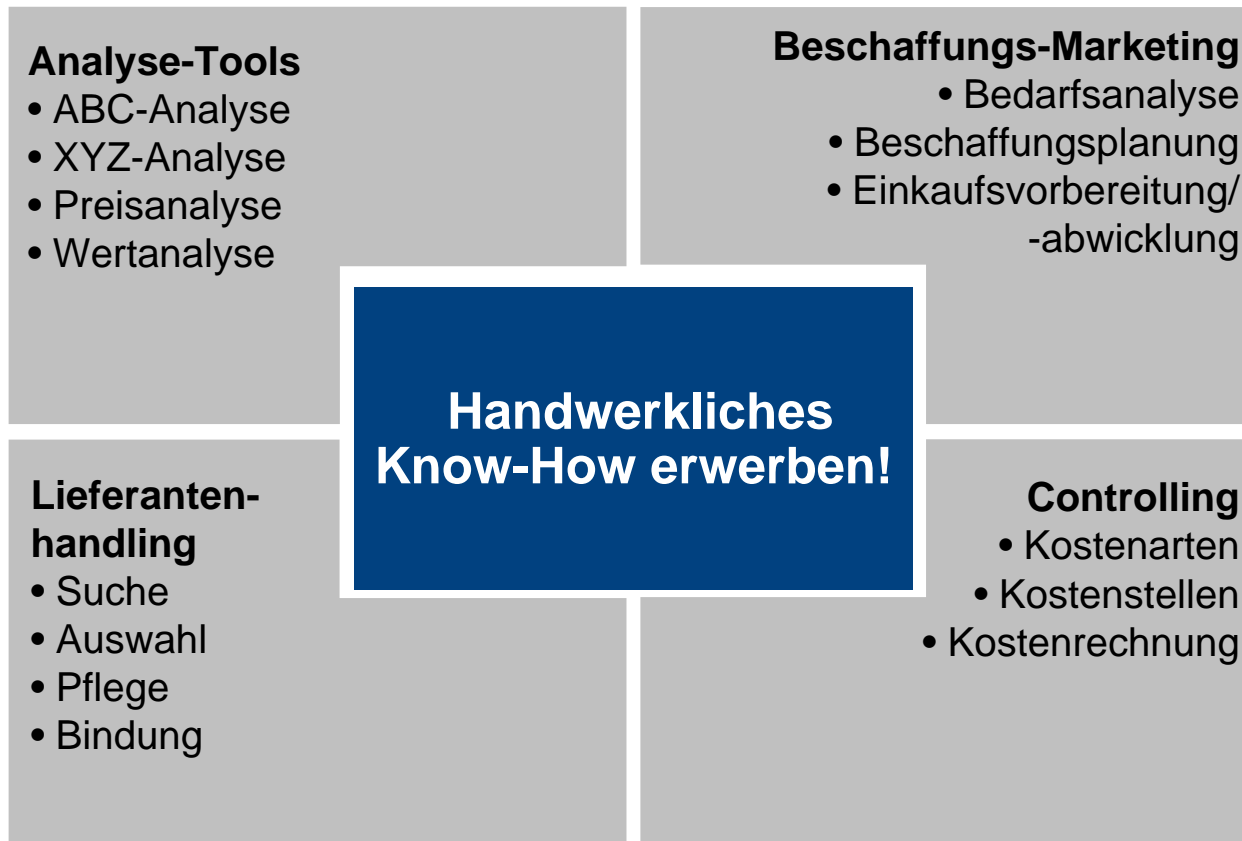 Analyse-Tools
• ABC-Analyse
• XYZ-Analyse
• Preisanalyse
• Wertanalyse
Beschaffungs-Marketing
• Bedarfsanalyse
• Beschaffungsplanung
• Einkaufsvorbereitung/
-abwicklung
Handwerkliches
Know-How erwerben!
Lieferanten-
handling
• Suche
• Auswahl
• Pflege
• Bindung
Controlling
• Kostenarten
• Kostenstellen
• Kostenrechnung